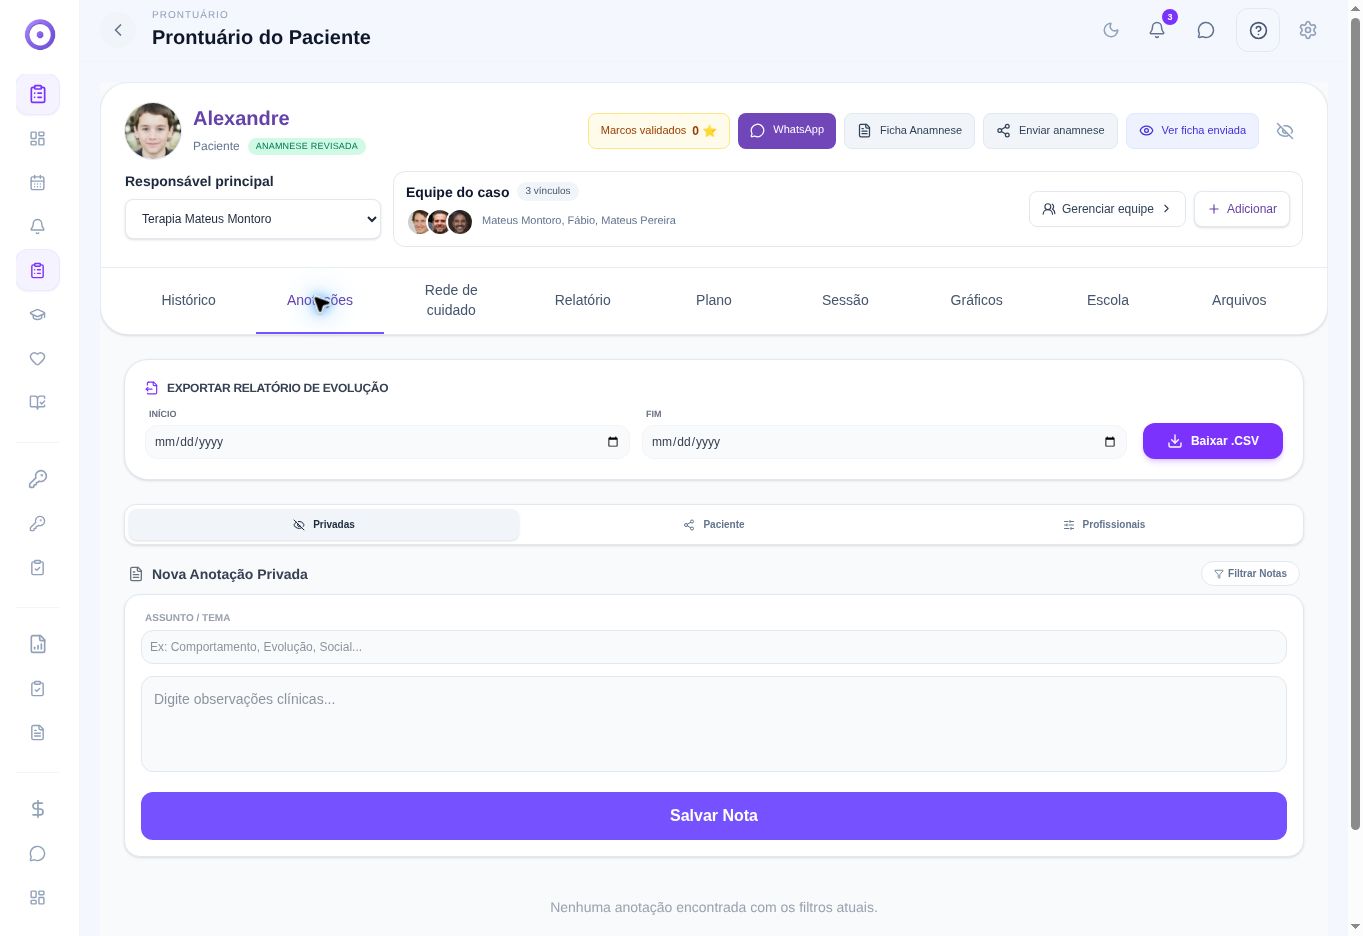 PRONTUÁRIO
Prontuário do Paciente
3
Alexandre
Paciente ANAMNESE REVISADA
Marcos validados 0 ⭐
WhatsApp
Ficha Anamnese
Enviar anamnese
Ver ficha enviada
Responsável principal
Terapia Mateus Montoro
Equipe do caso 3 vínculos
Mateus Montoro, Fábio, Mateus Pereira
Gerenciar equipe
Adicionar
Histórico
Anotações
Rede de
cuidado
Relatório
Plano
Sessão
Gráficos
Escola
Arquivos
EXPORTAR RELATÓRIO DE EVOLUÇÃO
INÍCIO
mm/dd/yyyy
FIM
mm/dd/yyyy
Baixar .CSV
Privadas
Paciente
Profissionais
Nova Anotação Privada
Filtrar Notas
ASSUNTO / TEMA
Ex: Comportamento, Evolução, Social...
Digite observações clínicas...
Salvar Nota
Nenhuma anotação encontrada com os filtros atuais.